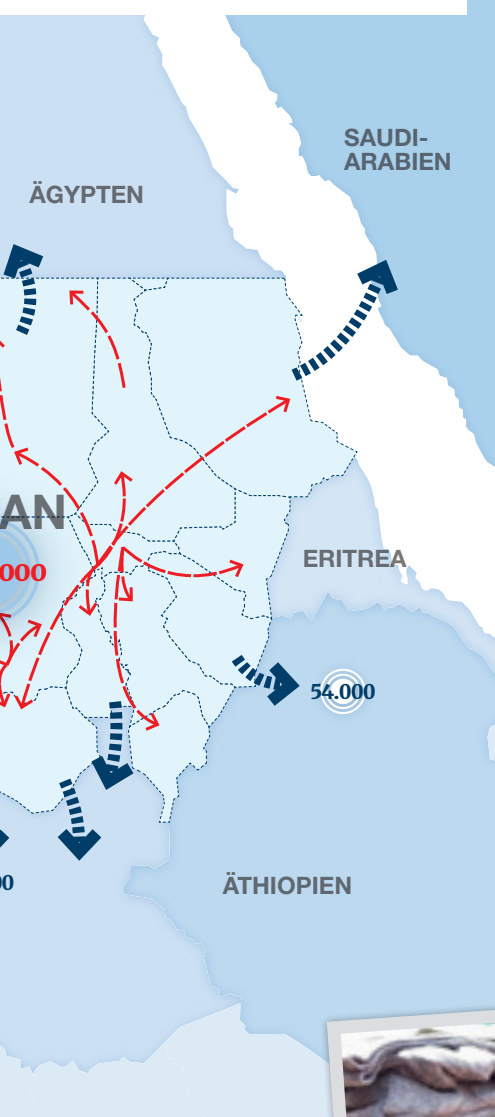 SAUDI-
ARABIEN
ÄGYPTEN
AN
000
ERITREA
54.000
00
ÄTHIOPIEN